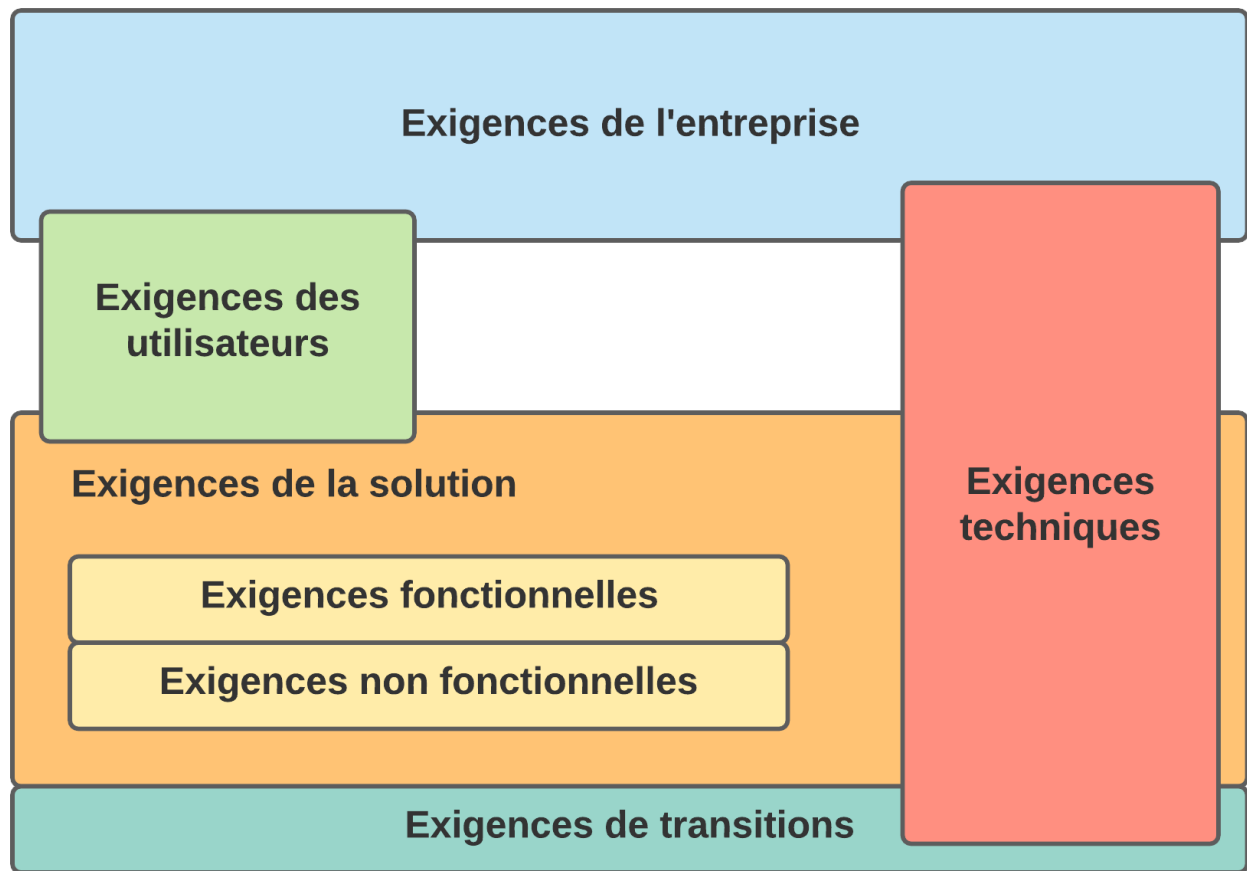 Exigences de l'entreprise
Exigences des
utilisateurs
Exigences de la solution
Exigences
techniques
Exigences fonctionnelles
Exigences non fonctionnelles
Exigences de transitions